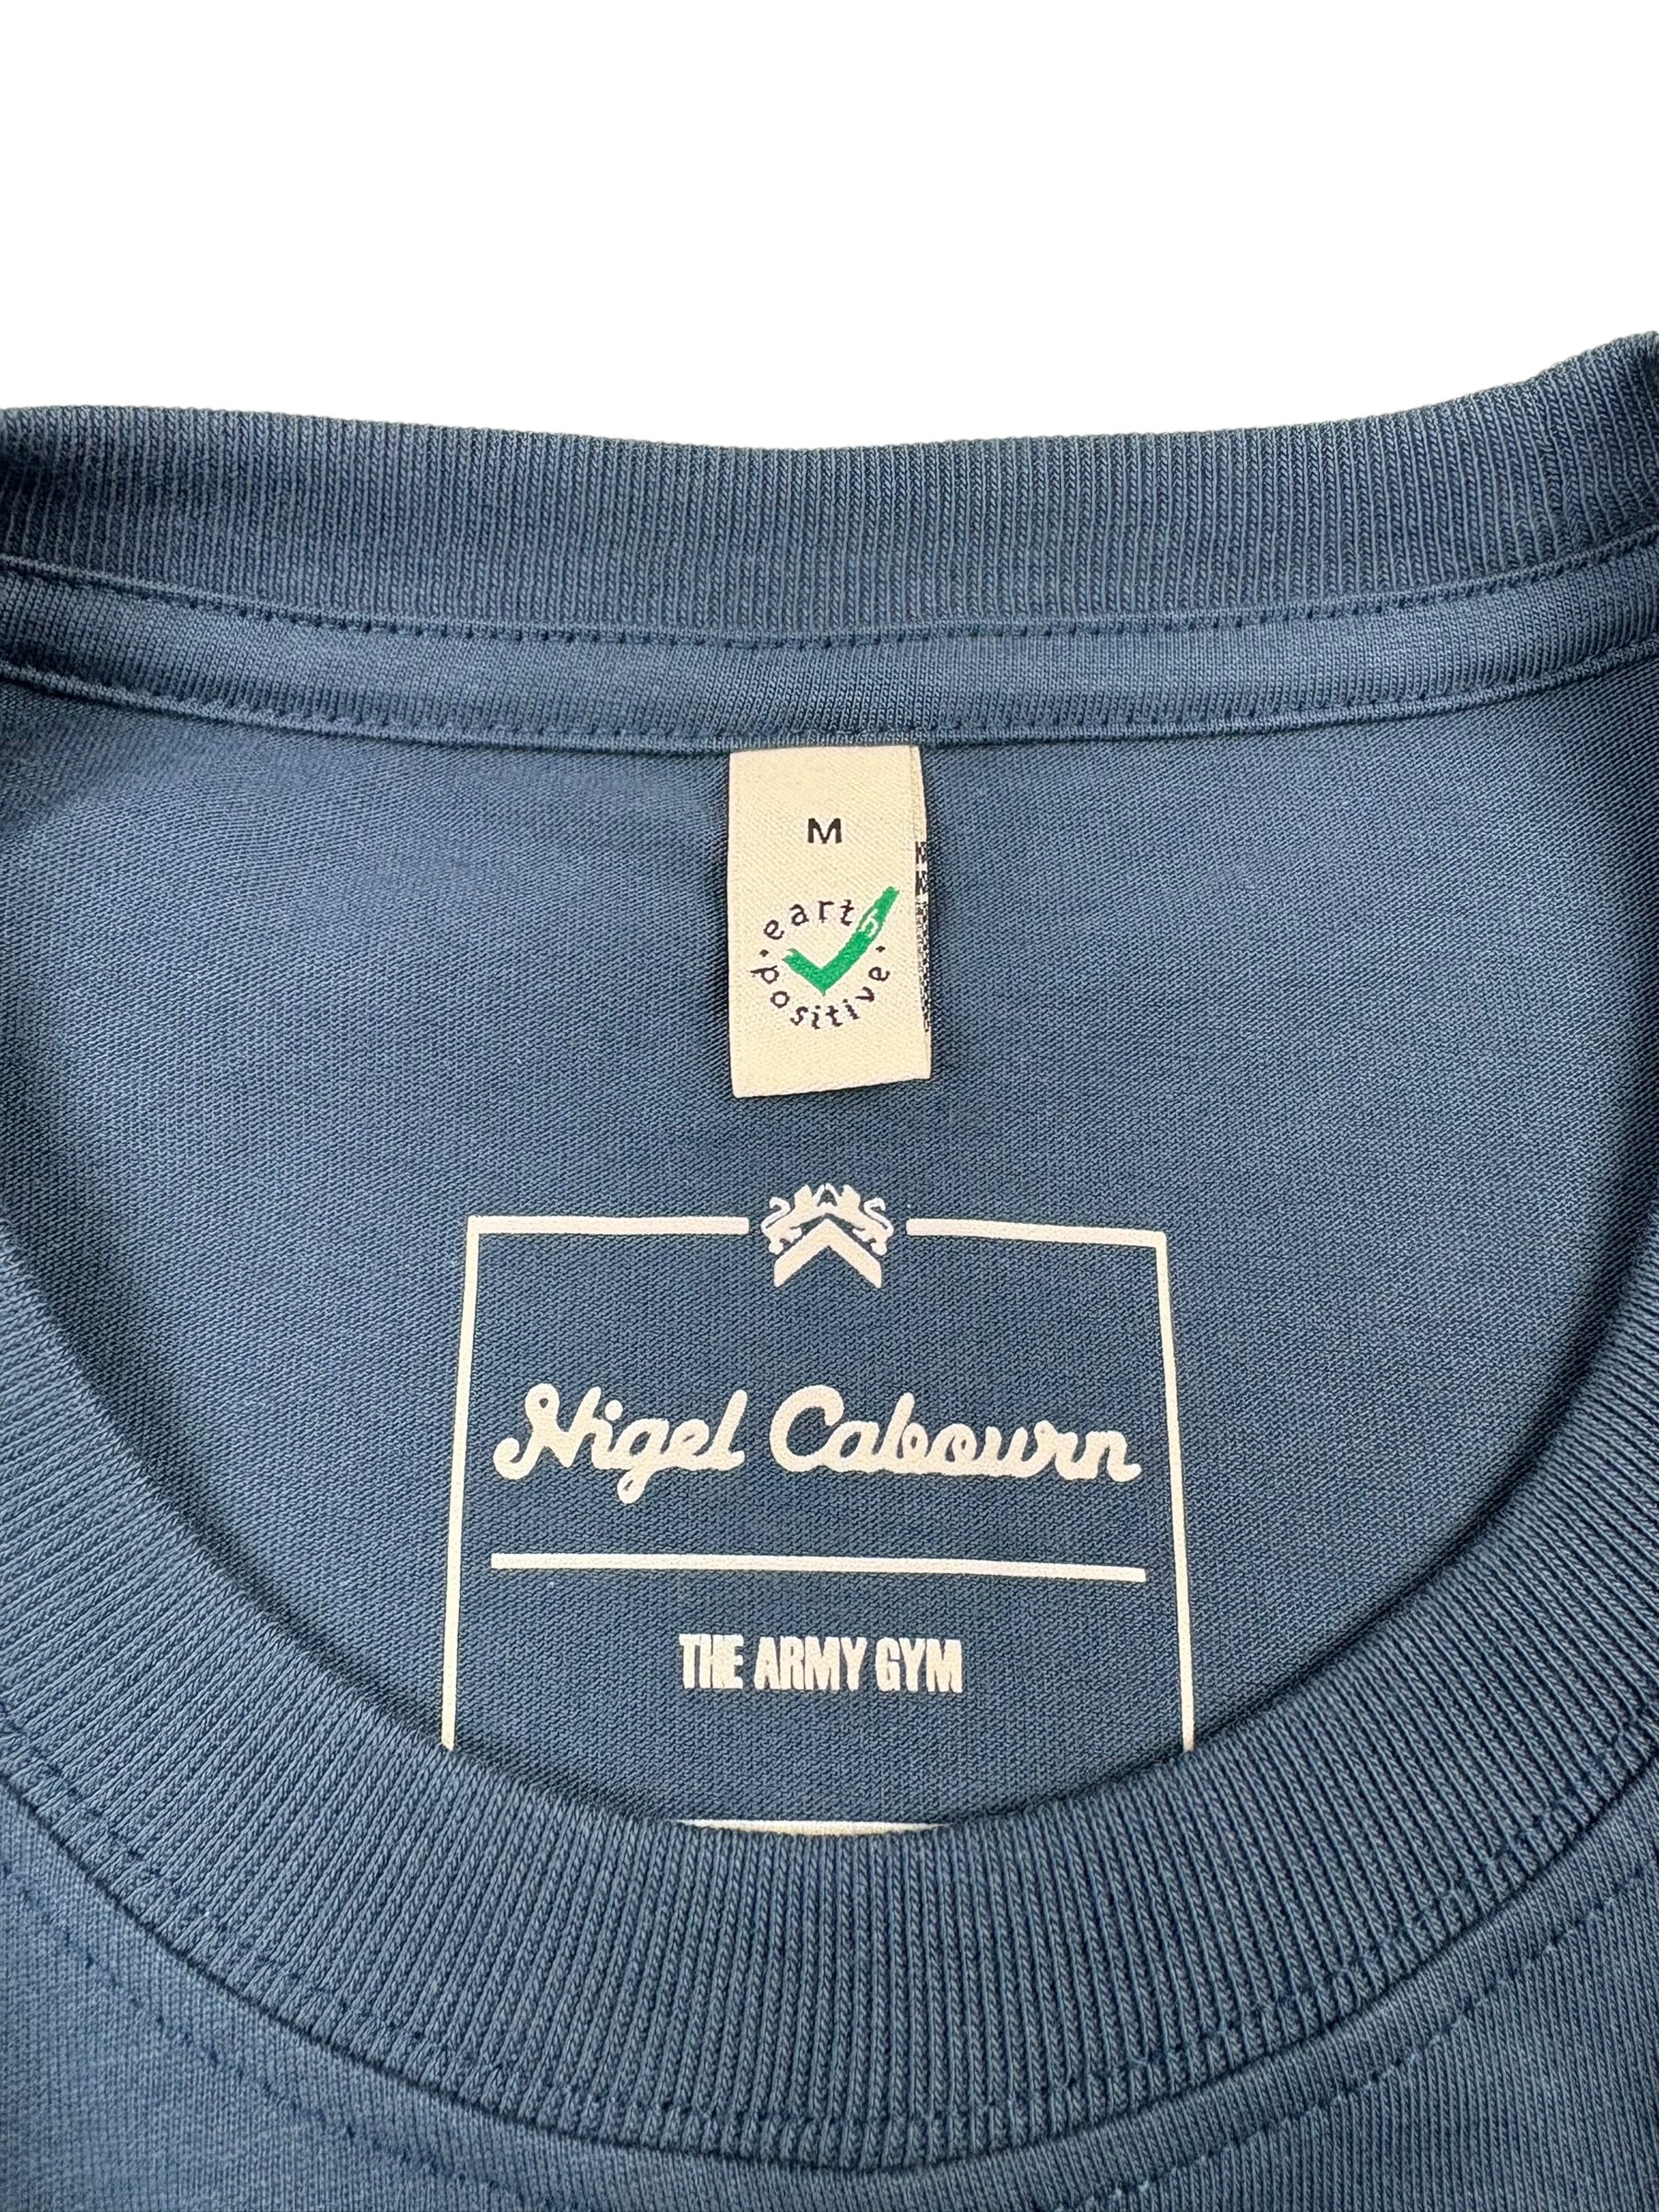 M
earth
positive
Nigel Cabourn
THE ARMY GYM